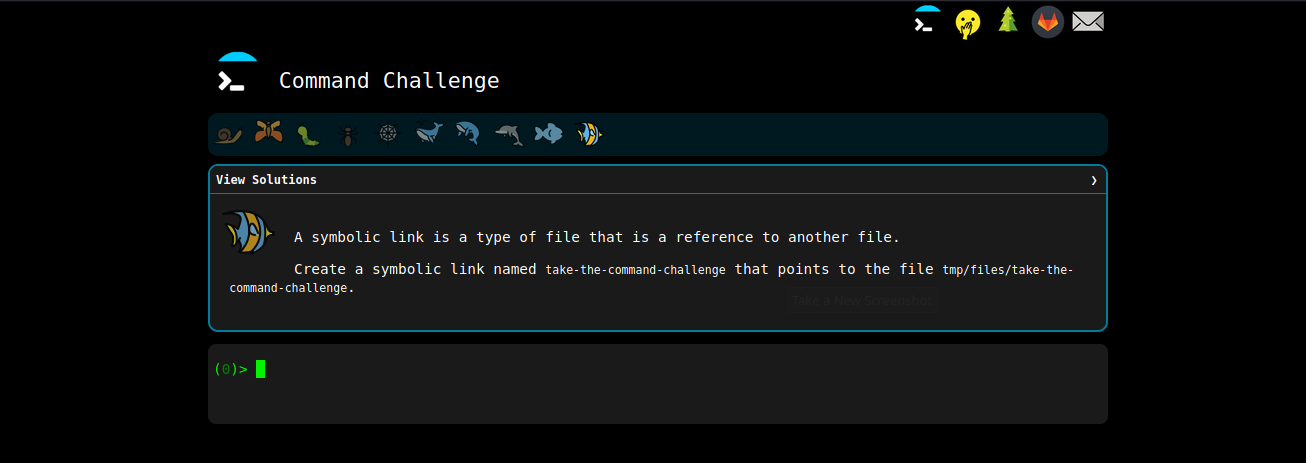 Command Challenge
View Solutions ❯
A symbolic link is a type of file that is a reference to another file.
Create a symbolic link named take-the-command-challenge that points to the file tmp/files/take-the-
command-challenge.
Take A New Screenshot
(0)>